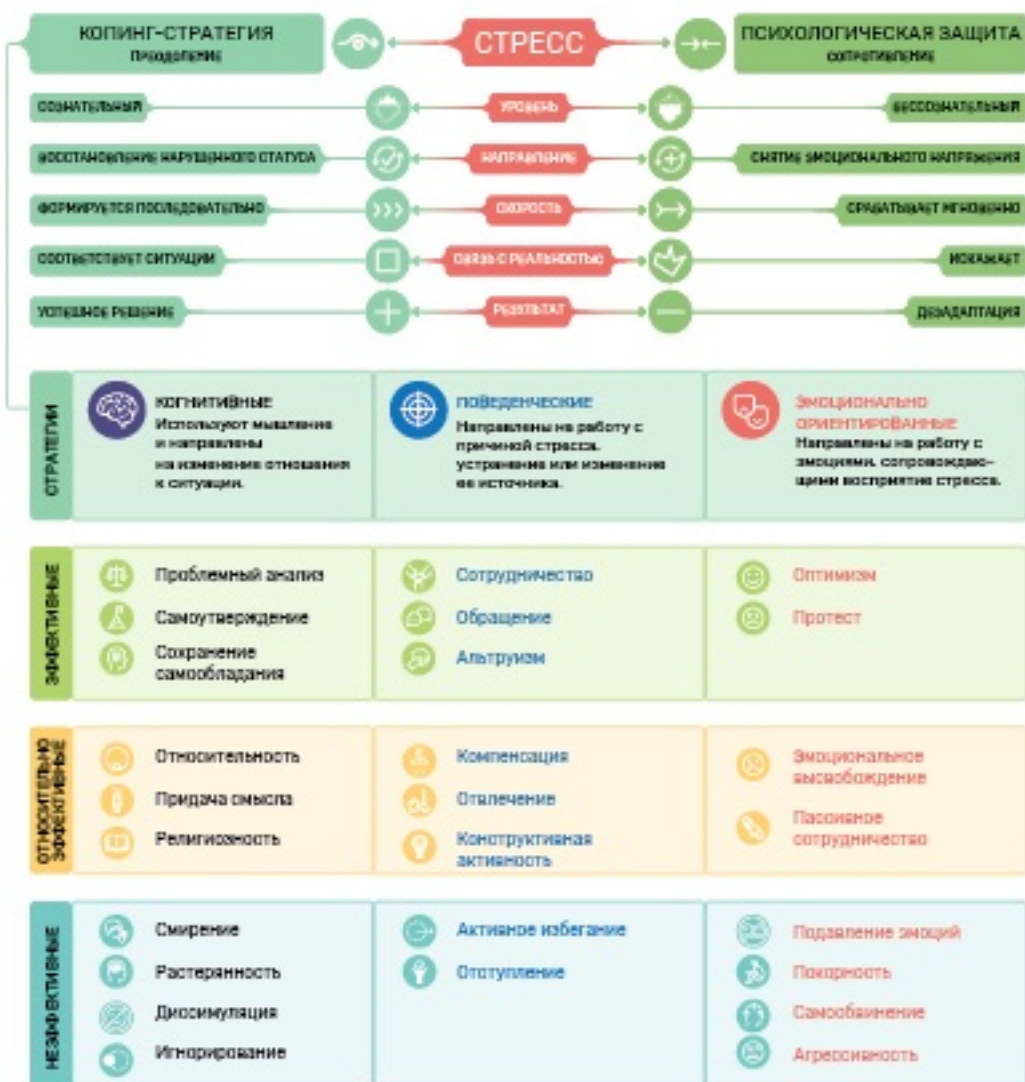 КОПИНГ-СТРАТЕГИЯ
ПРЕОДОЛЕНИЕ
СТРЕСС
ПСИХОЛОГИЧЕСКАЯ ЗАЩИТА
СОПРОТИВЛЕНИЕ
СОЗНАТЕЛЬНЫЙ
УРОВЕНЬ
БЕССОЗНАТЕЛЬНЫЙ
ВОССТАНОВЛЕНИЕ НАРУШЕННОГО СТАТУСА
НАПРАВЛЕНИЕ
СНЯТИЕ ЭМОЦИОНАЛЬНОГО НАПРЯЖЕНИЯ
ФОРМИРУЕТСЯ ПОСЛЕДОВАТЕЛЬНО
СКОРОСТЬ
СРАБАТЫВАЕТ МГНОВЕННО
СООТВЕТСТВУЕТ СИТУАЦИИ
СВЯЗЬ С РЕАЛЬНОСТЬЮ
ИСКАЖАЕТ
УСПЕШНОЕ РЕШЕНИЕ
РЕЗУЛЬТАТ
ДЕЗАДАПТАЦИЯ
СТРАТЕГИИ
КОГНИТИВНЫЕ
Используют мышление
и направлены
на изменение отношения
к ситуации.
ПОВЕДЕНЧЕСКИЕ
Направлены на работу с
причиной стресса,
устранение или изменение
ее источника.
ЭМОЦИОНАЛЬНО
ОРИЕНТИРОВАННЫЕ
Направлены на работу с
эмоциями, сопровождаю-
щими восприятие стресса.
ЭФФЕКТИВНЫЕ
Проблемный анализ
Самоутверждение
Сохранение
самообладания
Сотрудничество
Обращение
Альтруизм
Оптимизм
Протест
ОТНОСИТЕЛЬНО
ЭФФЕКТИВНЫЕ
Относительность
Придача смысла
Религиозность
Компенсация
Отвлечение
Конструктивная
активность
Эмоциональное
высвобождение
Пассивное
сотрудничество
НЕЭФФЕКТИВНЫЕ
Смирение
Растерянность
Диссимуляция
Игнорирование
Активное избегание
Отступление
Подавление эмоций
Покорность
Самообвинение
Агрессивность